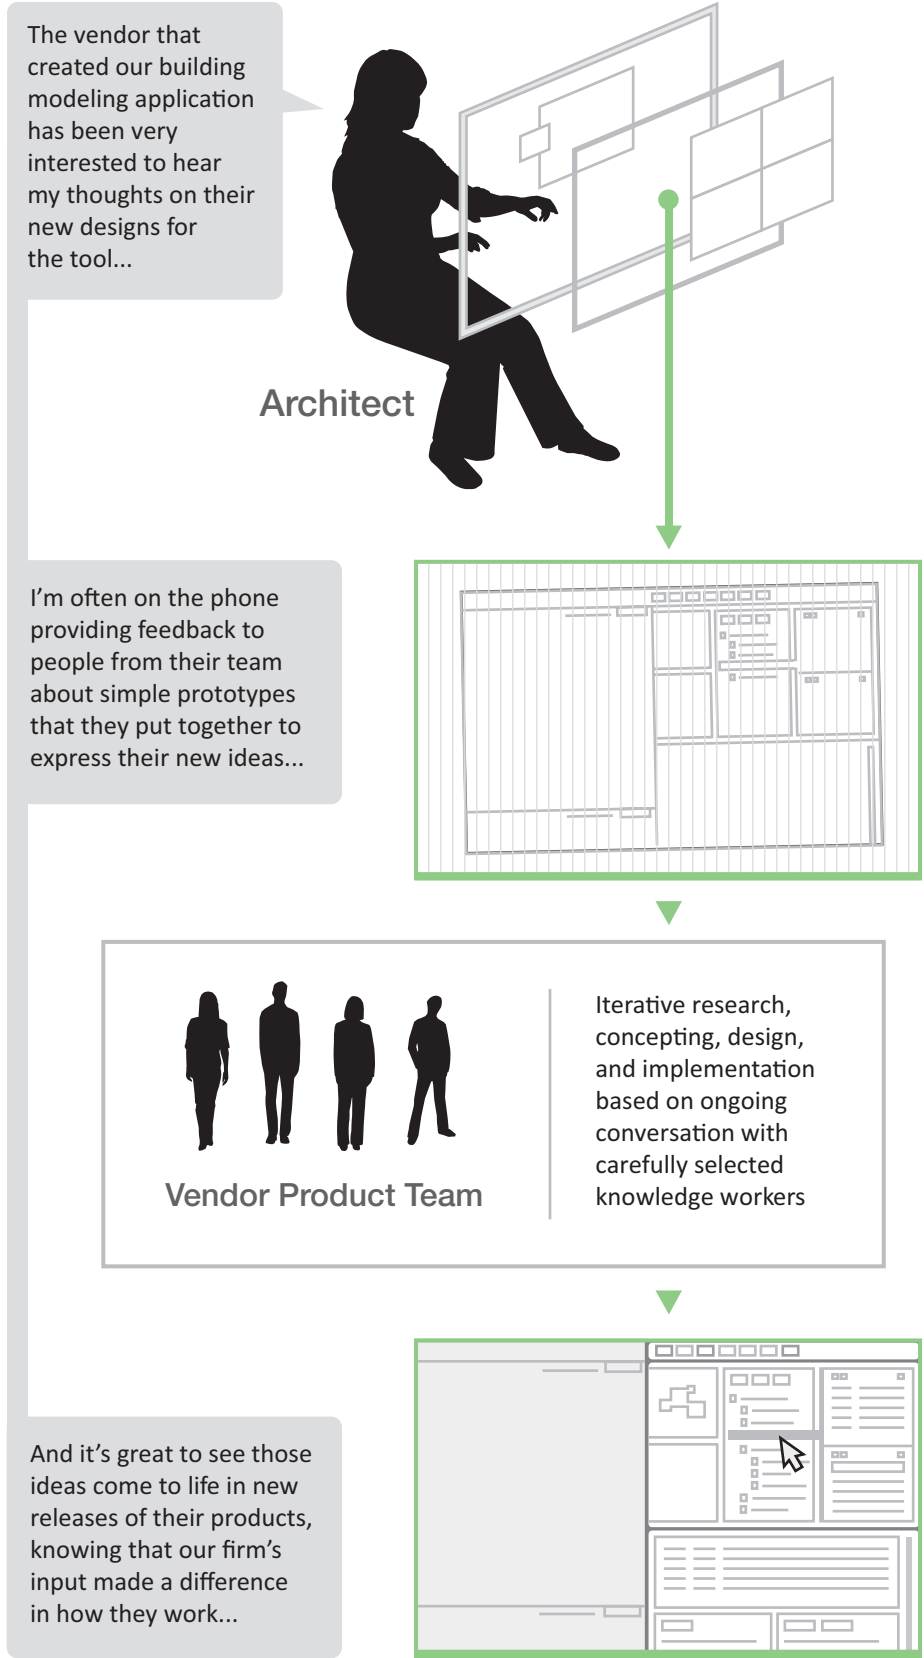 The vendor that
created our building
modeling application
has been very
interested to hear
my thoughts on their
new designs for
the tool...
Architect
I'm often on the phone
providing feedback to
people from their team
about simple prototypes
that they put together to
express their new ideas...
Vendor Product Team
Iterative research,
concepting, design,
and implementation
based on ongoing
conversation with
carefully selected
knowledge workers
And it's great to see those
ideas come to life in new
releases of their products,
knowing that our firm's
input made a difference
in how they work...